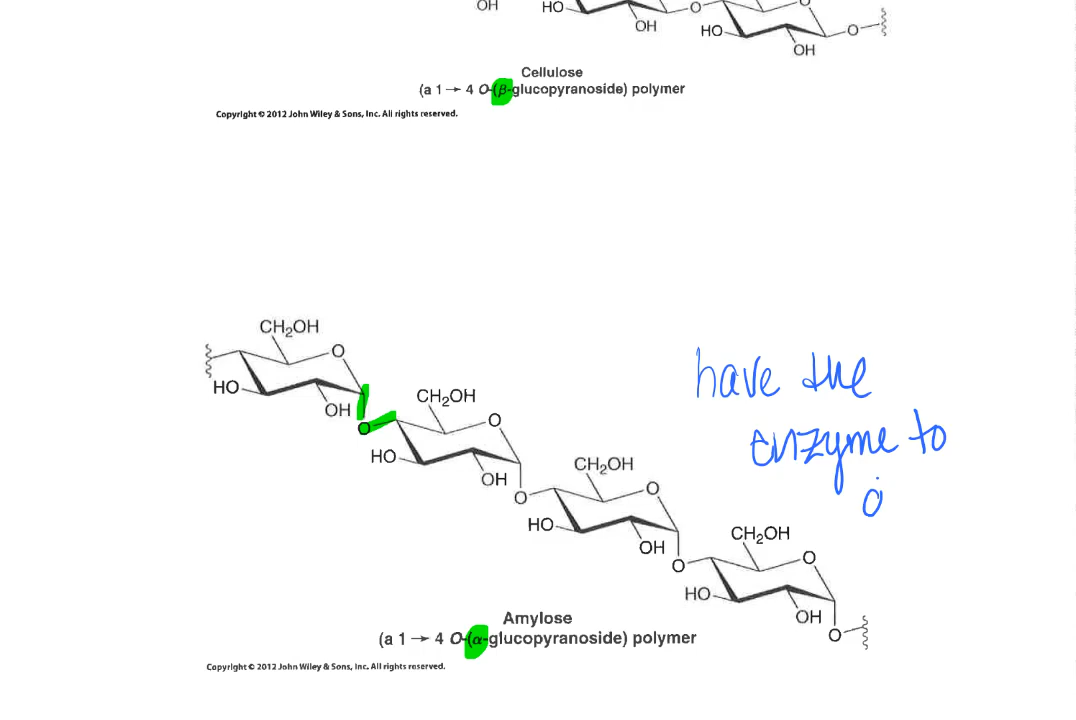 OH
HO
O
OH
HO
O
OH
Cellulose
(a 1 → 4 O-(β-glucopyranoside) polymer
Copyright © 2012 John Wiley & Sons, Inc. All rights reserved.
CH₂OH
O
HO
OH
O
CH₂OH
O
HO
OH
O
CH₂OH
O
HO
OH
O
CH₂OH
O
HO
OH
O
have the
enzyme to
Amylose
(a 1 → 4 O-(α-glucopyranoside) polymer
Copyright © 2012 John Wiley & Sons, Inc. All rights reserved.